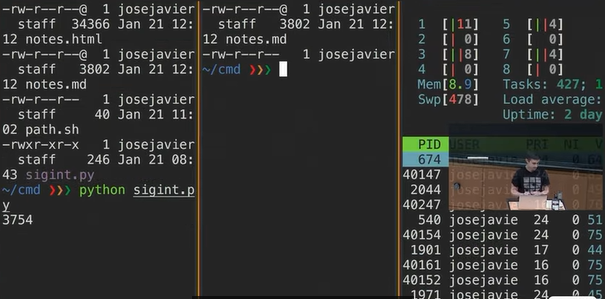 -rw-r--r--@  1 josejavier
  staff  34366 Jan 21 12:
12 notes.html
-rw-r--r--@  1 josejavier
  staff   3802 Jan 21 12:
12 notes.md
-rw-r--r--   1 josejavier
  staff     40 Jan 21 11:
02 path.sh
-rwxr-xr-x   1 josejavier
  staff    246 Jan 21 08:
43 sigint.py
~/cmd ❯❯❯ python sigint.p
y
3754
-rw-r--r--@  1 josejavier
  staff   3802 Jan 21 12:
12 notes.md
-rw-r--r--   1 josejavier
~/cmd ❯❯❯
1 [||11]  5 [||4]
2 [| 0]  6 [ 0]
3 [||8]  7 [||4]
4 [| 0]  8 [ 0]
Mem[8.9]  Tasks: 427; 1
Swp[478]  Load average:
Uptime: 2 day
PID USER PRI NI V
674
40147
2044
40247
540 josejavie 24 0 51
40154 josejavie 24 0 75
1901 josejavie 17 0 44
40161 josejavie 16 0 75
40152 josejavie 16 0 75
1971 josejavie 24 0 45